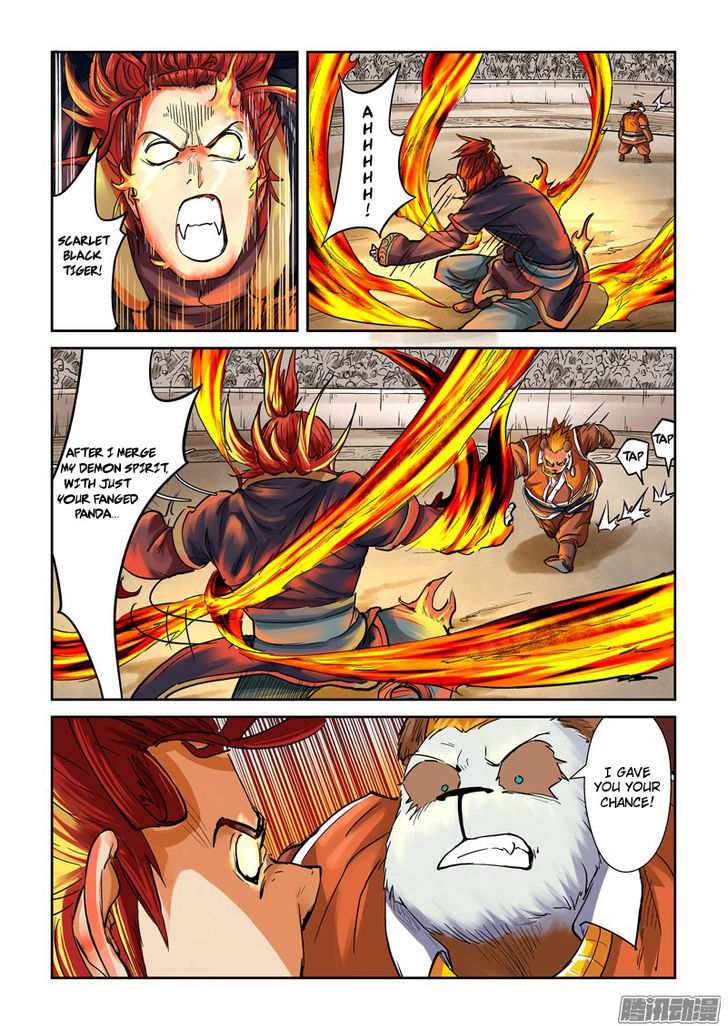 SCARLET
BLACK
TIGER!
AHHHHH!
AFTER I MERGE
MY DEMON SPIRIT,
WITH JUST
YOUR FANGED
PANDA...
TAP
TAP
I GAVE
YOU YOUR
CHANCE!
腾讯动漫